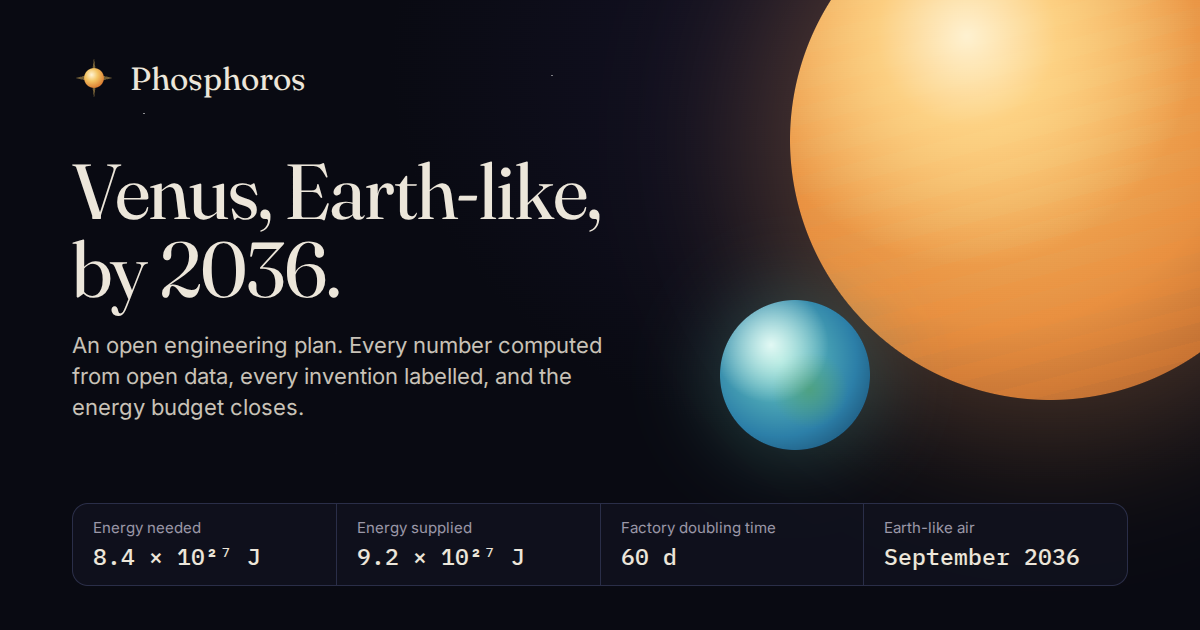 Phosphoros
Venus, Earth-like,
by 2036.
An open engineering plan. Every number computed
from open data, every invention labelled, and the
energy budget closes.
Energy needed
8.4 × 10²⁷ J
Energy supplied
9.2 × 10²⁷ J
Factory doubling time
60 d
Earth-like air
September 2036